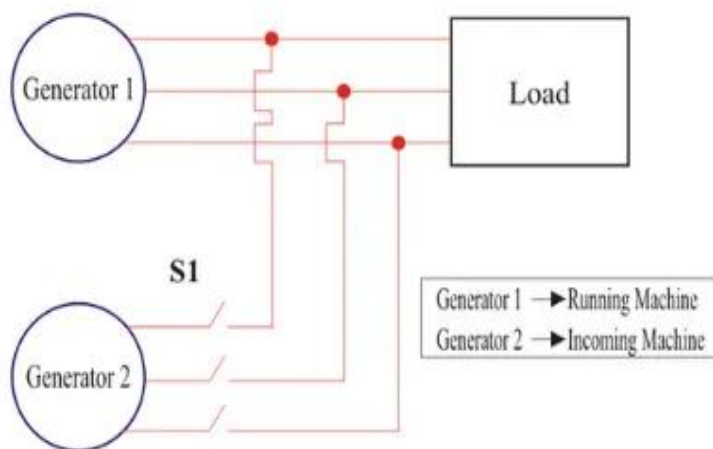 Generator 1
Load
S1
Generator 2
Generator 1 → Running Machine
Generator 2 → Incoming Machine